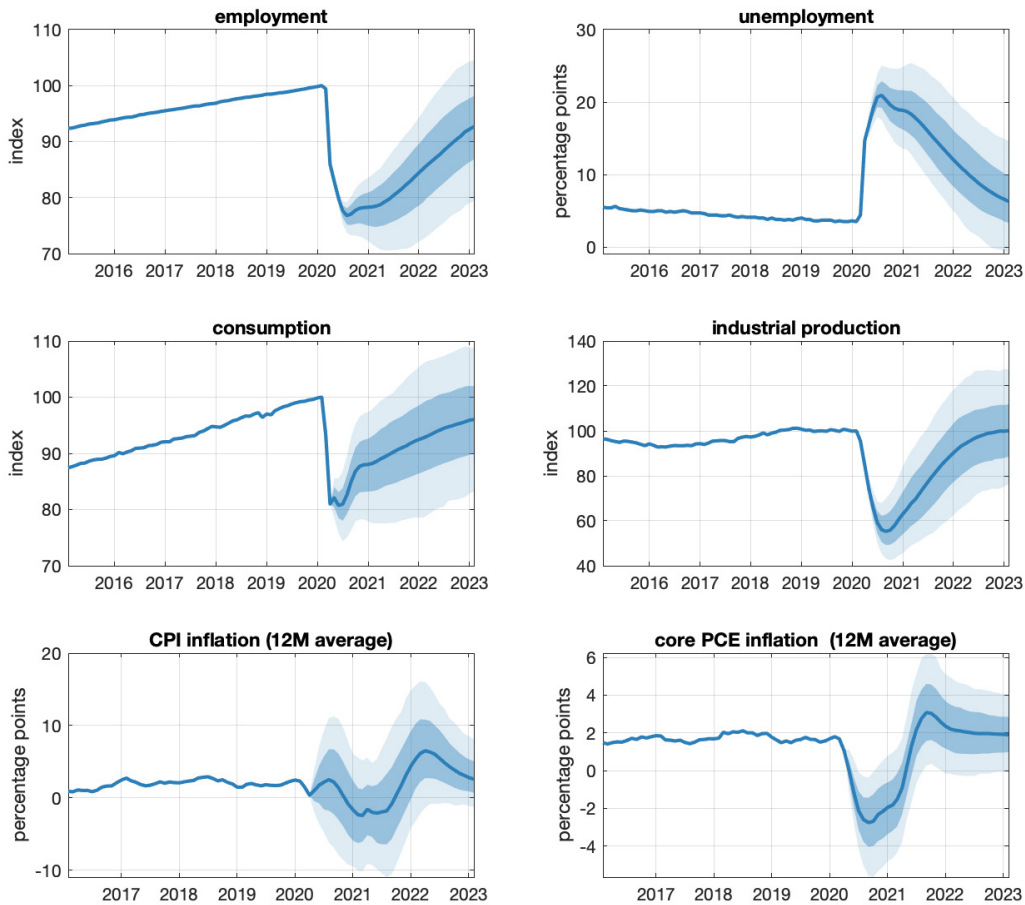 employment
110
100
90
80
70
index
2016 2017 2018 2019 2020 2021 2022 2023
unemployment
30
20
10
0
percentage points
2016 2017 2018 2019 2020 2021 2022 2023
consumption
110
100
90
80
70
index
2016 2017 2018 2019 2020 2021 2022 2023
industrial production
140
120
100
80
60
40
index
2016 2017 2018 2019 2020 2021 2022 2023
CPI inflation (12M average)
20
10
0
-10
percentage points
2017 2018 2019 2020 2021 2022 2023
core PCE inflation (12M average)
6
4
2
0
-2
-4
percentage points
2017 2018 2019 2020 2021 2022 2023